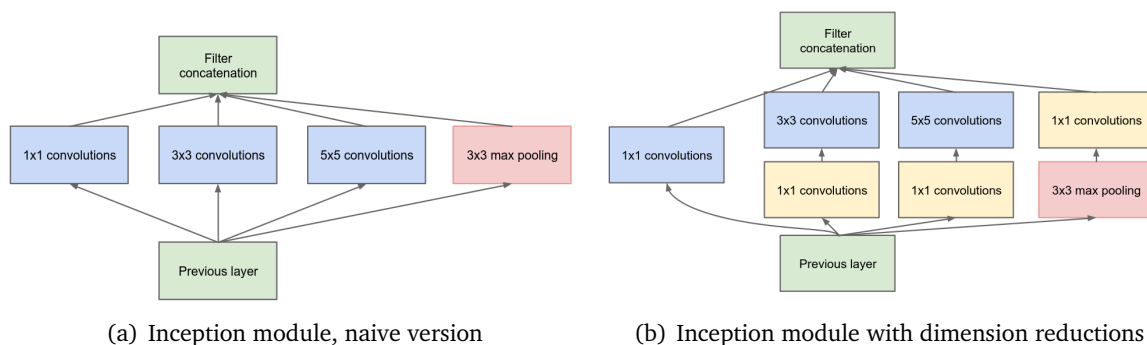 Filter
concatenation
1x1 convolutions
3x3 convolutions
5x5 convolutions
3x3 max pooling
Previous layer
(a) Inception module, naive version
Filter
concatenation
3x3 convolutions
5x5 convolutions
1x1 convolutions
1x1 convolutions
1x1 convolutions
1x1 convolutions
3x3 max pooling
Previous layer
(b) Inception module with dimension reductions